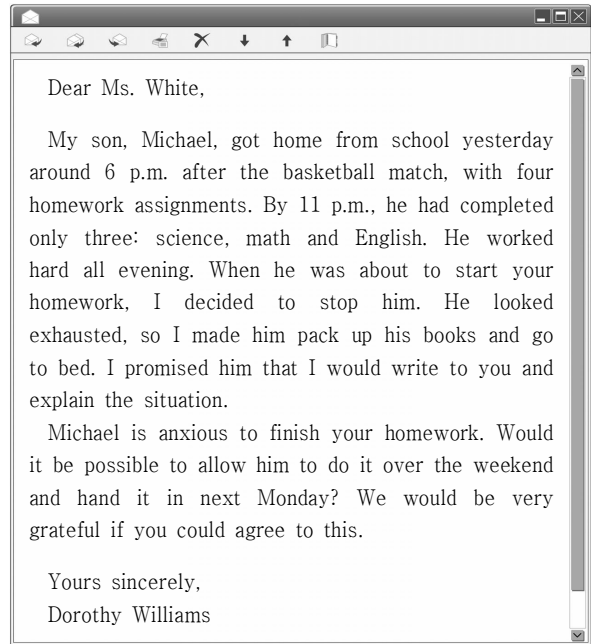 Dear Ms. White,
My son, Michael, got home from school yesterday
around 6 p.m. after the basketball match, with four
homework assignments. By 11 p.m., he had completed
only three: science, math and English. He worked
hard all evening. When he was about to start your
homework, I decided to stop him. He looked
exhausted, so I made him pack up his books and go
to bed. I promised him that I would write to you and
explain the situation.
Michael is anxious to finish your homework. Would
it be possible to allow him to do it over the weekend
and hand it in next Monday? We would be very
grateful if you could agree to this.
Yours sincerely,
Dorothy Williams